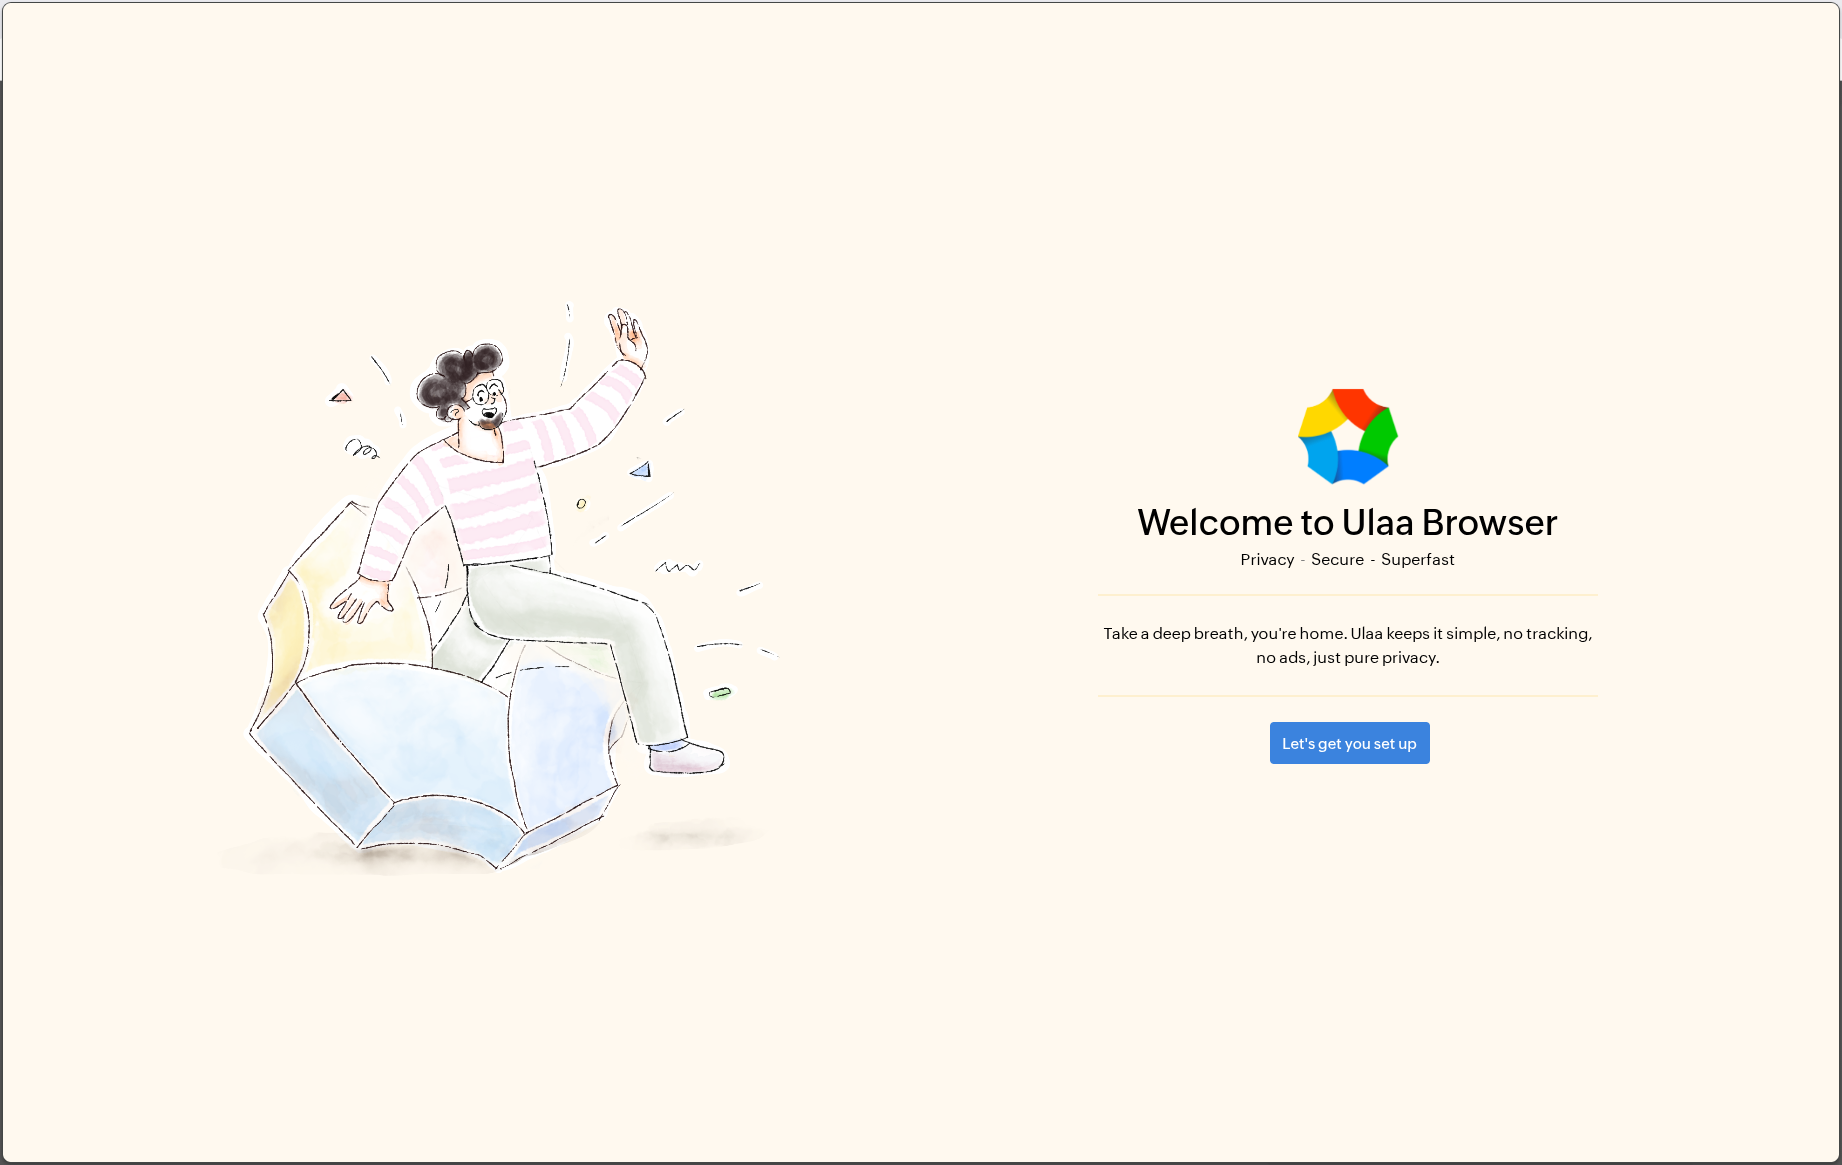 Welcome to Ulaa Browser
Privacy - Secure - Superfast
Take a deep breath, you're home. Ulaa keeps it simple, no tracking,
no ads, just pure privacy.
Let's get you set up